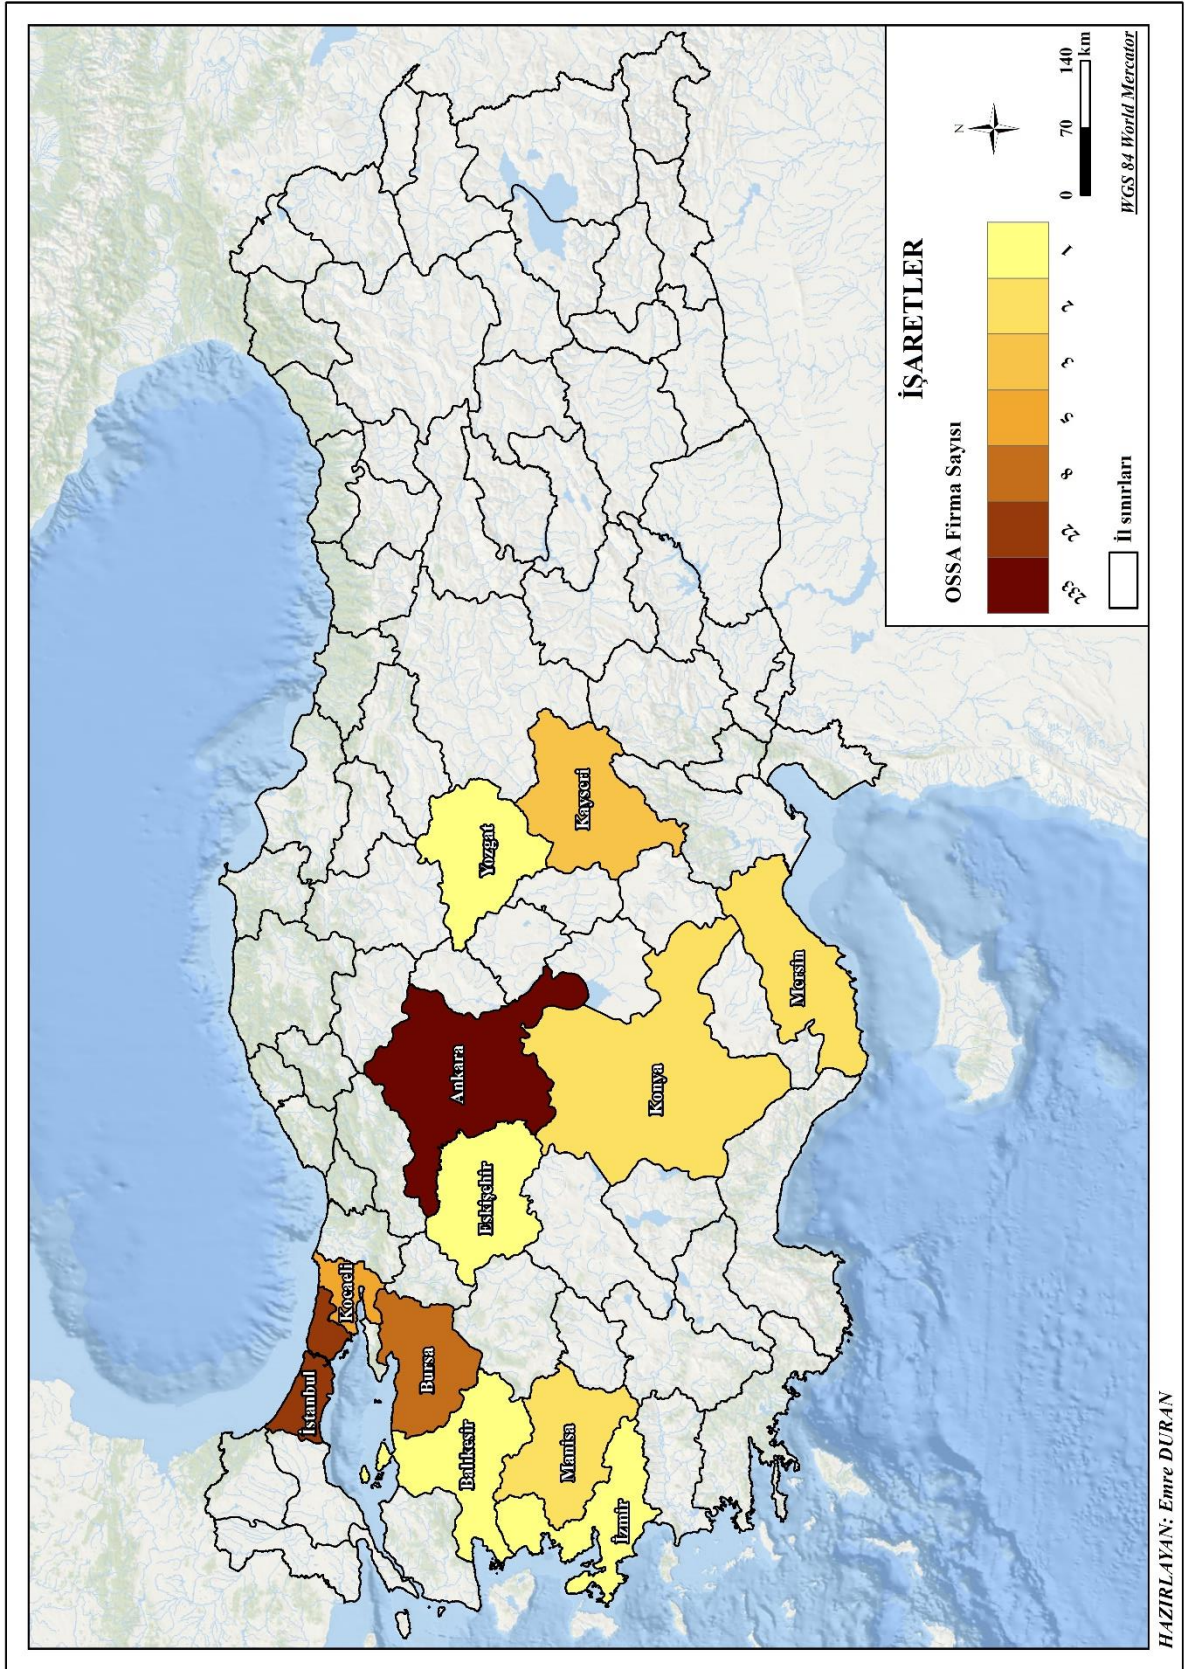 İstanbul
Kocaeli
Bursa
Balıkesir
Manisa
İzmir
Eskişehir
Ankara
Konya
Yozgat
Kayseri
Mersin
İŞARETLER
OSSA Firma Sayısı
233
22
8
5
3
2
1
İl sınırları
N
0 70 140
km
WGS 84 World Mercator
HAZIRLAYAN: Emre DURAN